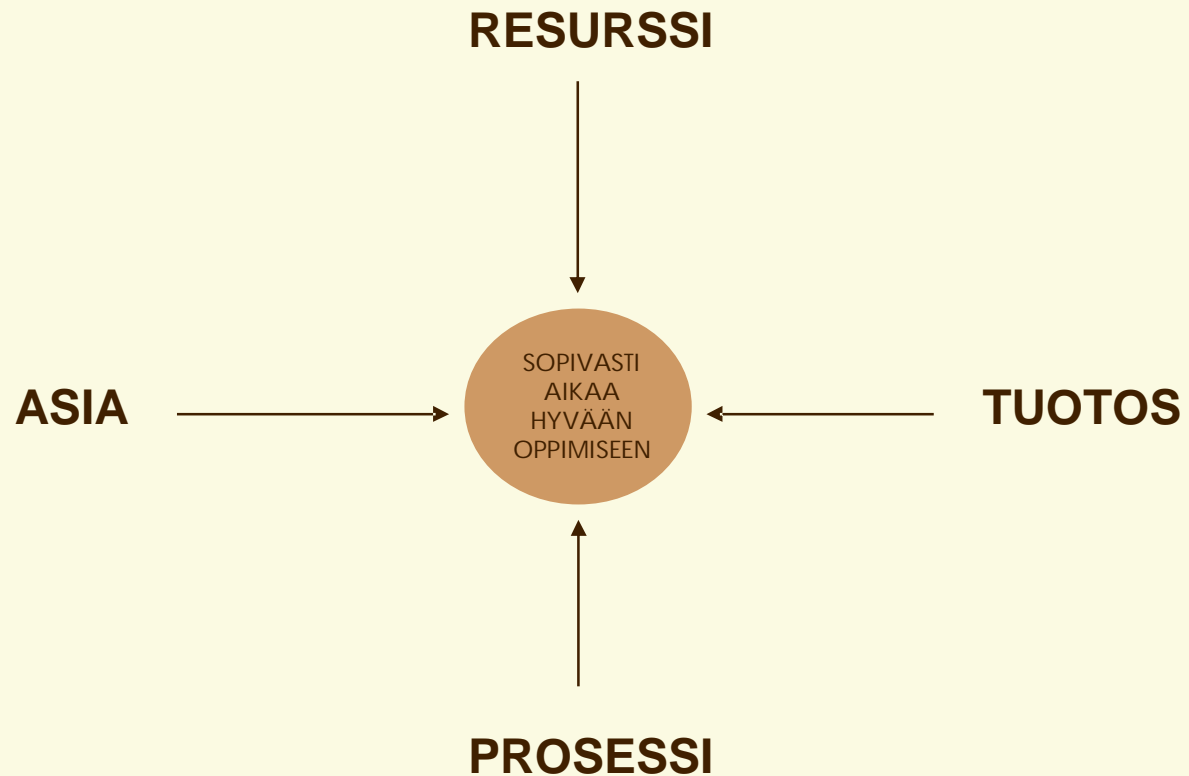 RESURSSI
ASIA
SOPIVASTI
AIKAA
HYVÄÄN
OPPIMISEEN
TUOTOS
PROSESSI